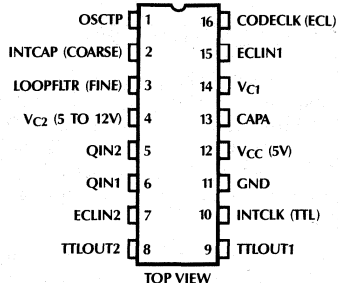 OSCTP 1 16 CODECLK (ECL)
INTCAP (COARSE) 2 15 ECLIN1
LOOPFLTR (FINE) 3 14 VC1
VC2 (5 TO 12V) 4 13 CAPA
QIN2 5 12 VCC (5V)
QIN1 6 11 GND
ECLIN2 7 10 INTCLK (TTL)
TTLOUT2 8 9 TTLOUT1
TOP VIEW